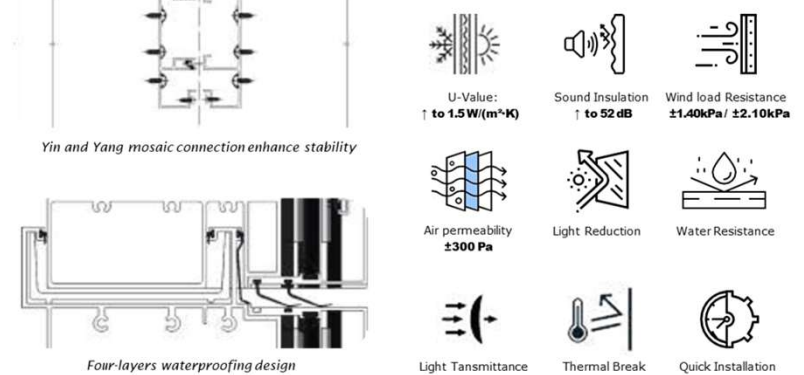 Yin and Yang mosaic connection enhance stability
Four-layers waterproofing design
U-Value:
↑ to 1.5 W/(m²·K)
Sound Insulation
↑ to 52 dB
Wind load Resistance
±1.40kPa / ±2.10kPa
Air permeability
±300 Pa
Light Reduction
Water Resistance
Light Tansmittance
Thermal Break
Quick Installation